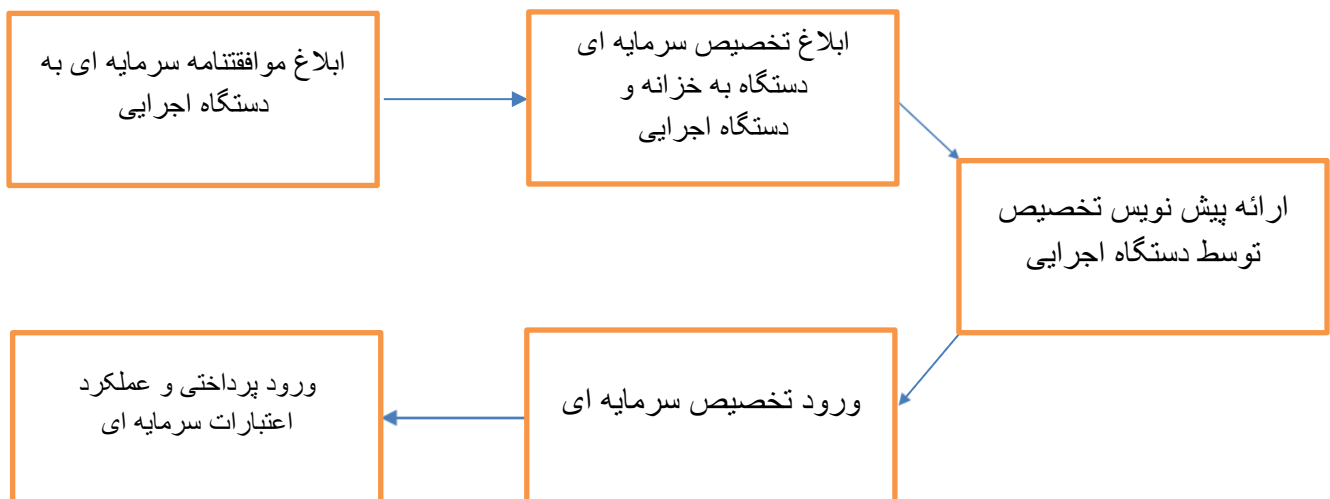 ابلاغ موافقتنامه سرمایه ای به
دستگاه اجرایی
ابلاغ تخصیص سرمایه ای
دستگاه به خزانه و
دستگاه اجرایی
ارائه پیش نویس تخصیص
توسط دستگاه اجرایی
ورود تخصیص سرمایه ای
ورود پرداختی و عملکرد
اعتبارات سرمایه ای